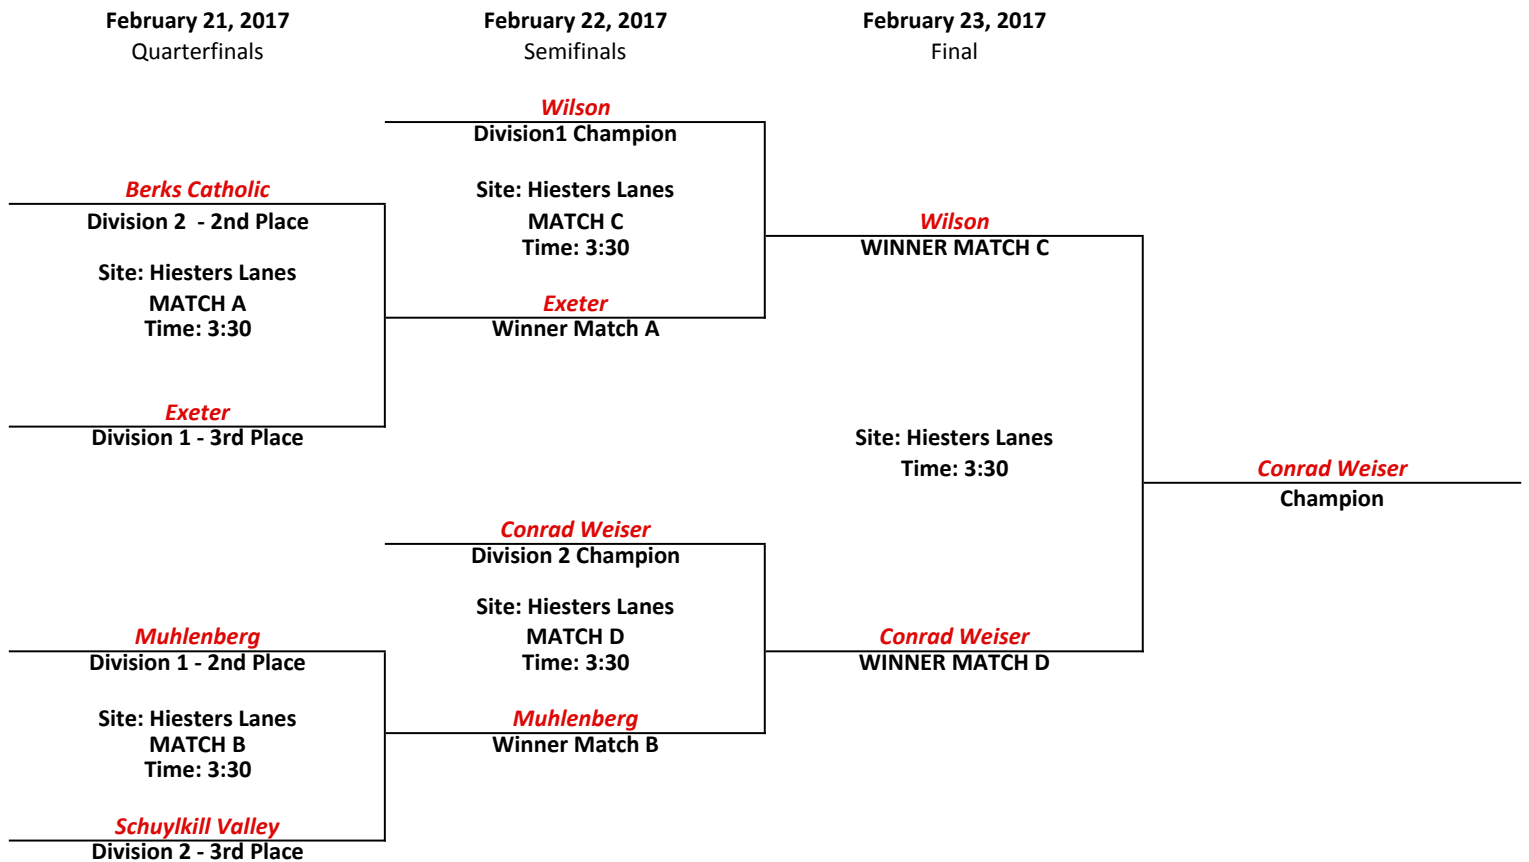 February 21, 2017
Quarterfinals
February 22, 2017
Semifinals
February 23, 2017
Final
Wilson
Division1 Champion
Berks Catholic
Division 2  - 2nd Place
Site: Hiesters Lanes
MATCH A
Time: 3:30
Exeter
Division 1 - 3rd Place
Site: Hiesters Lanes
MATCH C
Time: 3:30
Exeter
Winner Match A
Wilson
WINNER MATCH C
Site: Hiesters Lanes
Time: 3:30
Conrad Weiser
Champion
Conrad Weiser
Division 2 Champion
Site: Hiesters Lanes
MATCH D
Time: 3:30
Muhlenberg
Winner Match B
Conrad Weiser
WINNER MATCH D
Muhlenberg
Division 1 - 2nd Place
Site: Hiesters Lanes
MATCH B
Time: 3:30
Schuylkill Valley
Division 2 - 3rd Place